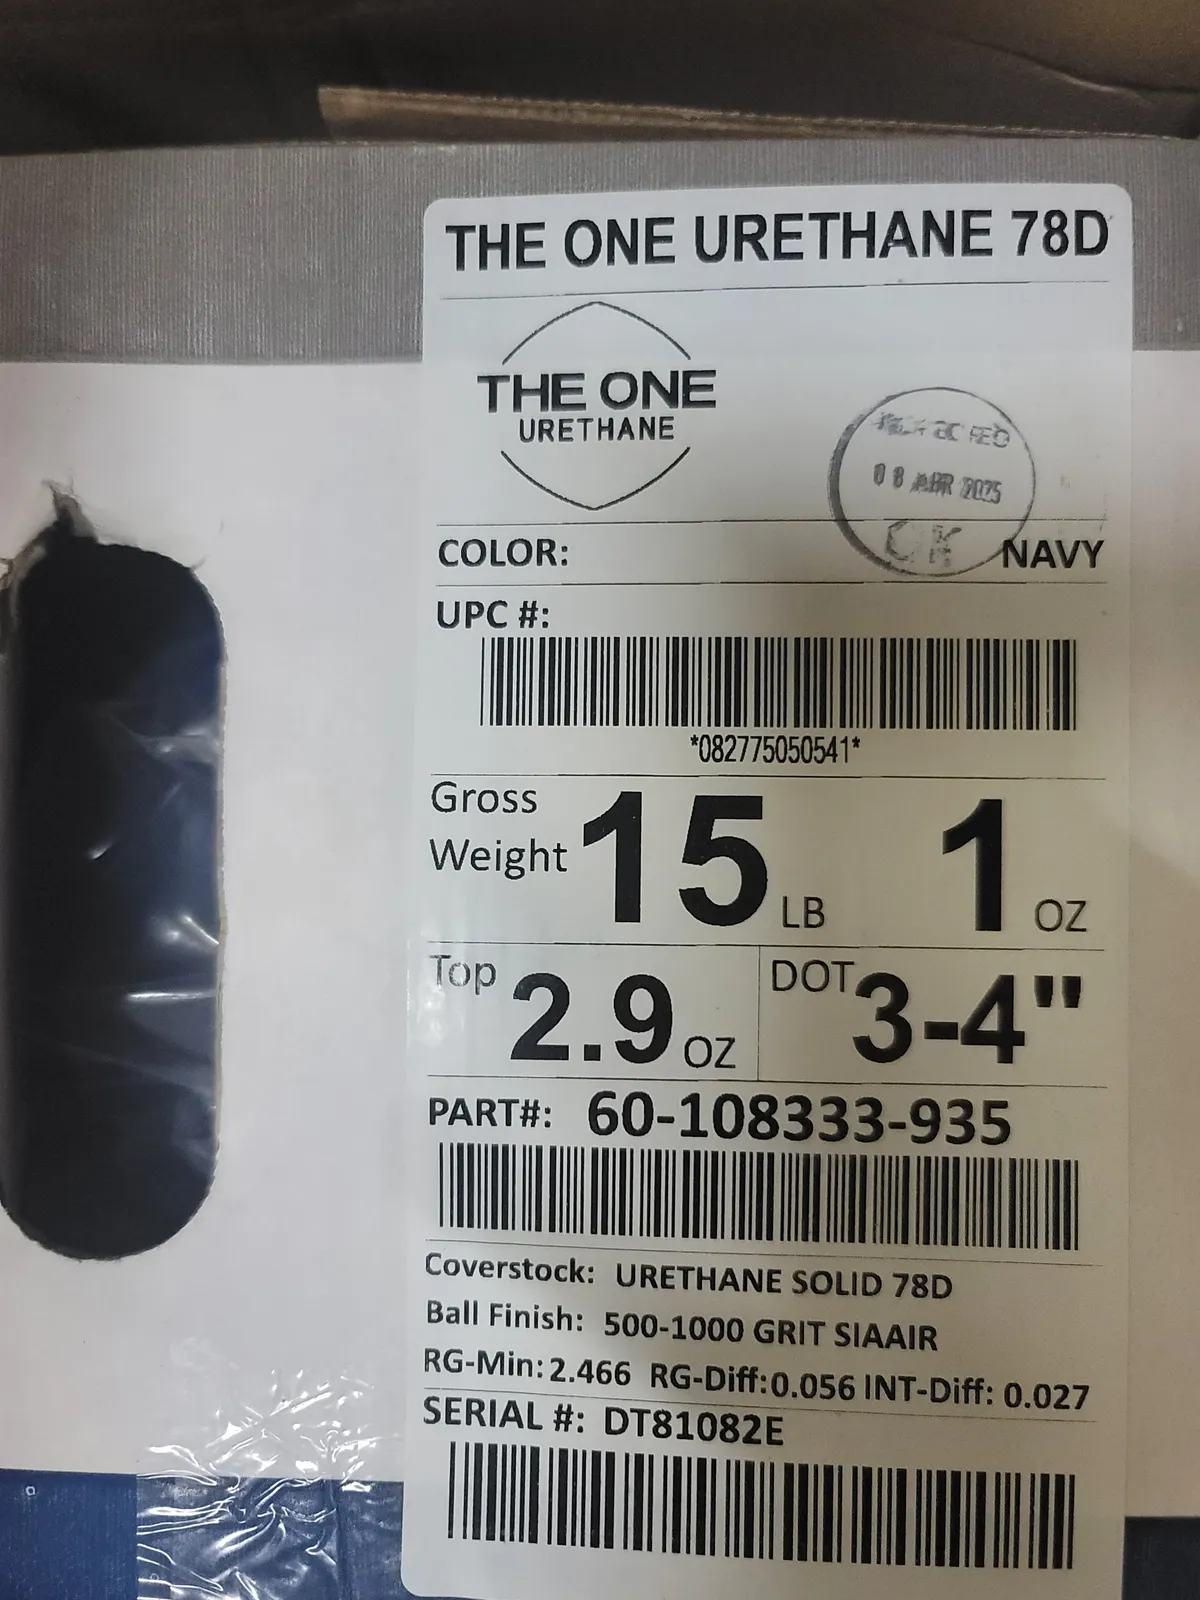 THE ONE URETHANE 78D
THE ONE
URETHANE
08 ABR 2025
OK
COLOR: NAVY
UPC #:
*082775050541*
Gross Weight 15 LB 1 OZ
Top 2.9 OZ DOT 3-4"
PART#: 60-108333-935
Coverstock: URETHANE SOLID 78D
Ball Finish: 500-1000 GRIT SIAAIR
RG-Min: 2.466 RG-Diff: 0.056 INT-Diff: 0.027
SERIAL #: DT81082E